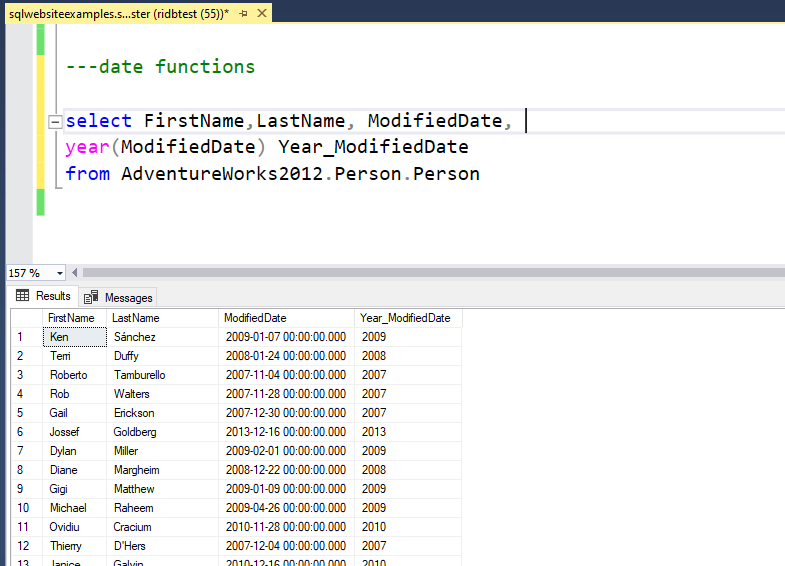 sqlwebsiteexamples.s...ster (ridbtest (55))*
---date functions
select FirstName,LastName, ModifiedDate,
year(ModifiedDate) Year_ModifiedDate
from AdventureWorks2012.Person.Person
157 %
Results Messages
FirstName LastName ModifiedDate Year_ModifiedDate
1 Ken Sánchez 2009-01-07 00:00:00.000 2009
2 Terri Duffy 2008-01-24 00:00:00.000 2008
3 Roberto Tamburello 2007-11-04 00:00:00.000 2007
4 Rob Walters 2007-11-28 00:00:00.000 2007
5 Gail Erickson 2007-12-30 00:00:00.000 2007
6 Jossef Goldberg 2013-12-16 00:00:00.000 2013
7 Dylan Miller 2009-02-01 00:00:00.000 2009
8 Diane Margheim 2008-12-22 00:00:00.000 2008
9 Gigi Matthew 2009-01-09 00:00:00.000 2009
10 Michael Raheem 2009-04-26 00:00:00.000 2009
11 Ovidiu Cracium 2010-11-28 00:00:00.000 2010
12 Thierry D'Hers 2007-12-04 00:00:00.000 2007
13 Janice Galvin 2010-12-16 00:00:00.000 2010